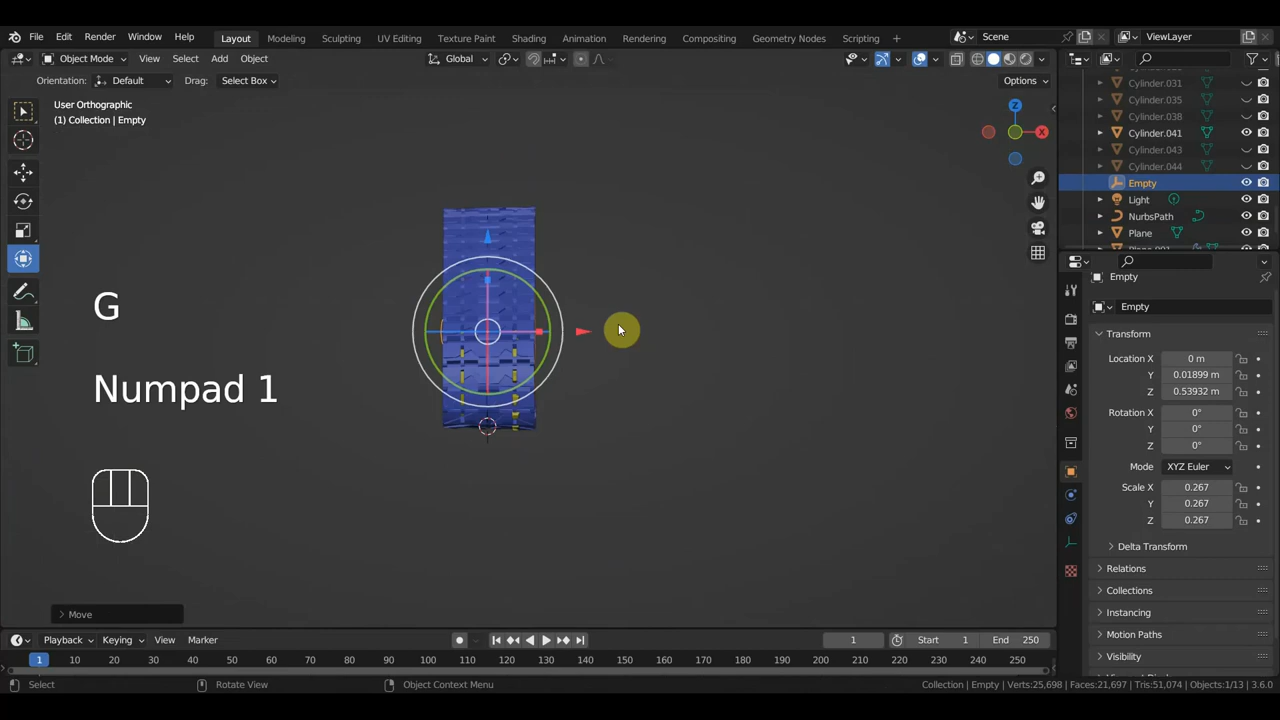 File Edit Render Window Help Layout Modeling Sculpting UV Editing Texture Paint Shading Animation Rendering Compositing Geometry Nodes Scripting + Scene ViewLayer
Object Mode View Select Add Object Global Options
Orientation: Default Drag: Select Box
User Orthographic
(1) Collection | Empty
Z
X
Cylinder.031
Cylinder.035
Cylinder.038
Cylinder.041
Cylinder.043
Cylinder.044
Empty
Light
NurbsPath
Plane
Plane.001
Empty
Empty
Transform
Location X 0 m
Y 0.01899 m
Z 0.53932 m
Rotation X 0°
Y 0°
Z 0°
Mode XYZ Euler
Scale X 0.267
Y 0.267
Z 0.267
Delta Transform
Relations
Collections
Instancing
Motion Paths
Visibility
G
Numpad 1
Move
Playback Keying View Marker 1 Start 1 End 250
1 10 20 30 40 50 60 70 80 90 100 110 120 130 140 150 160 170 180 190 200 210 220 230 240 250
Select Rotate View Object Context Menu Collection | Empty | Verts:25,698 | Faces:21,697 | Tris:51,074 | Objects:1/13 | 3.6.0